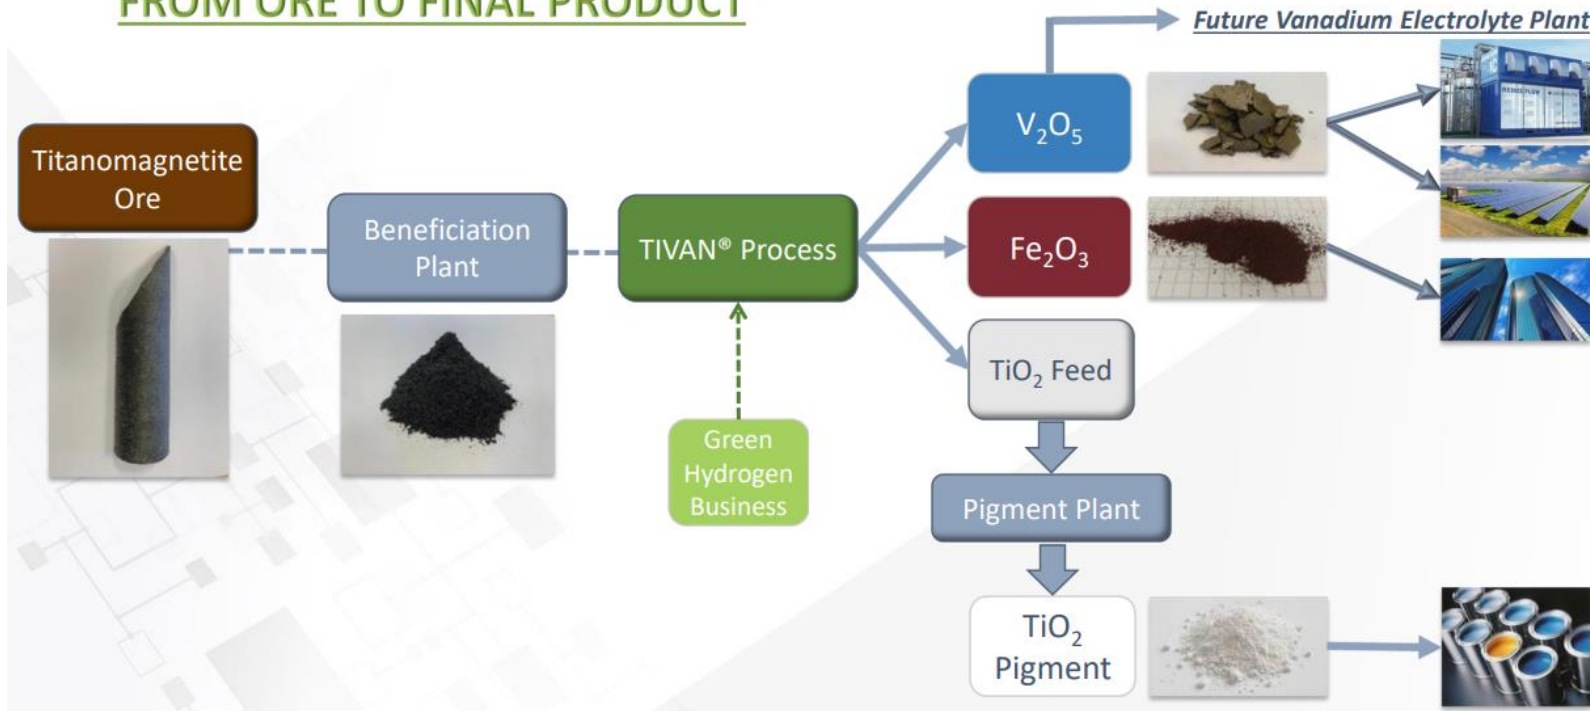 FROM ORE TO FINAL PRODUCT
Future Vanadium Electrolyte Plant
Titanomagnetite
Ore
Beneficiation
Plant
TIVAN® Process
Green
Hydrogen
Business
V₂O₅
Fe₂O₃
TiO₂ Feed
Pigment Plant
TiO₂
Pigment